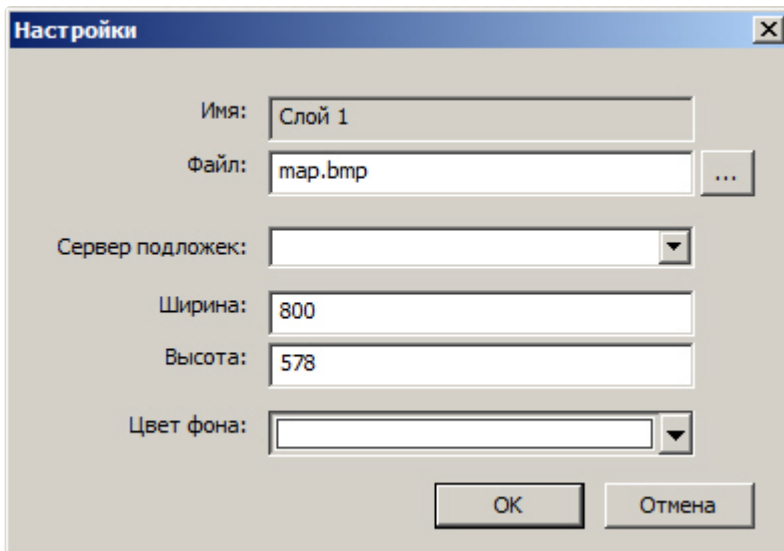 Настройки
Имя: Слой 1
Файл: map.bmp ...
Сервер подложек:
Ширина: 800
Высота: 578
Цвет фона:
OK Отмена